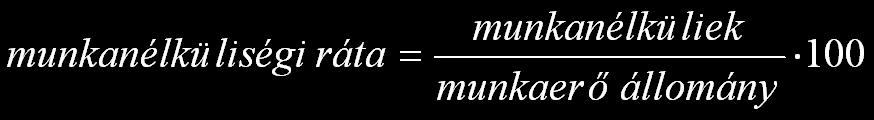 munkanélküliségi ráta = munkanélküliek / munkaerő állomány · 100